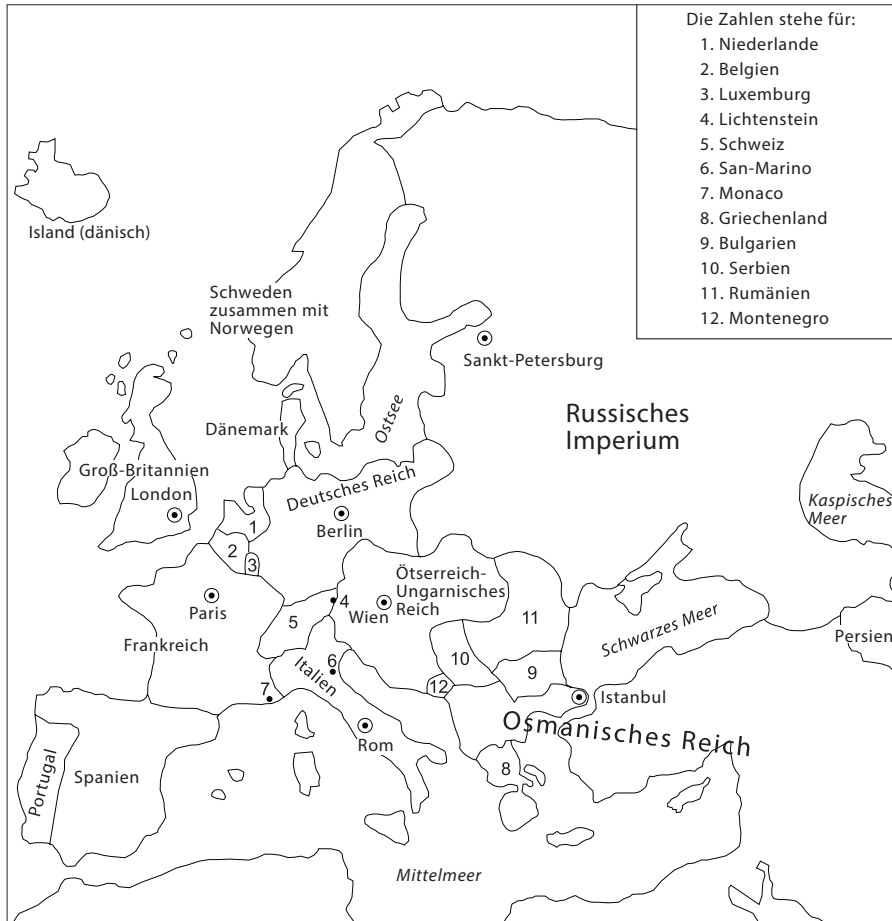 Die Zahlen stehe für:
1. Niederlande
2. Belgien
3. Luxemburg
4. Lichtenstein
5. Schweiz
6. San-Marino
7. Monaco
8. Griechenland
9. Bulgarien
10. Serbien
11. Rumänien
12. Montenegro
Island (dänisch)
Schweden
zusammen mit
Norwegen
Sankt-Petersburg
Ostsee
Russisches
Imperium
Dänemark
Groß-Britannien
London
Deutsches Reich
Berlin
Kaspisches
Meer
1
2
3
Paris
Frankreich
4
5
Wien
Ötserreich-
Ungarnisches
Reich
11
Schwarzes Meer
Persien
6
Italien
10
9
12
7
Istanbul
Osmanisches Reich
Rom
8
Portugal
Spanien
Mittelmeer